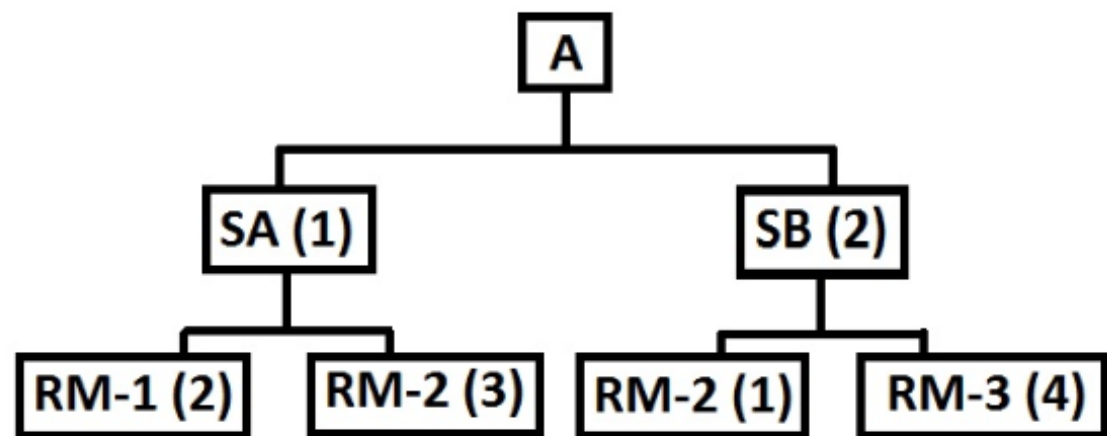 A
SA (1)
SB (2)
RM-1 (2)
RM-2 (3)
RM-2 (1)
RM-3 (4)